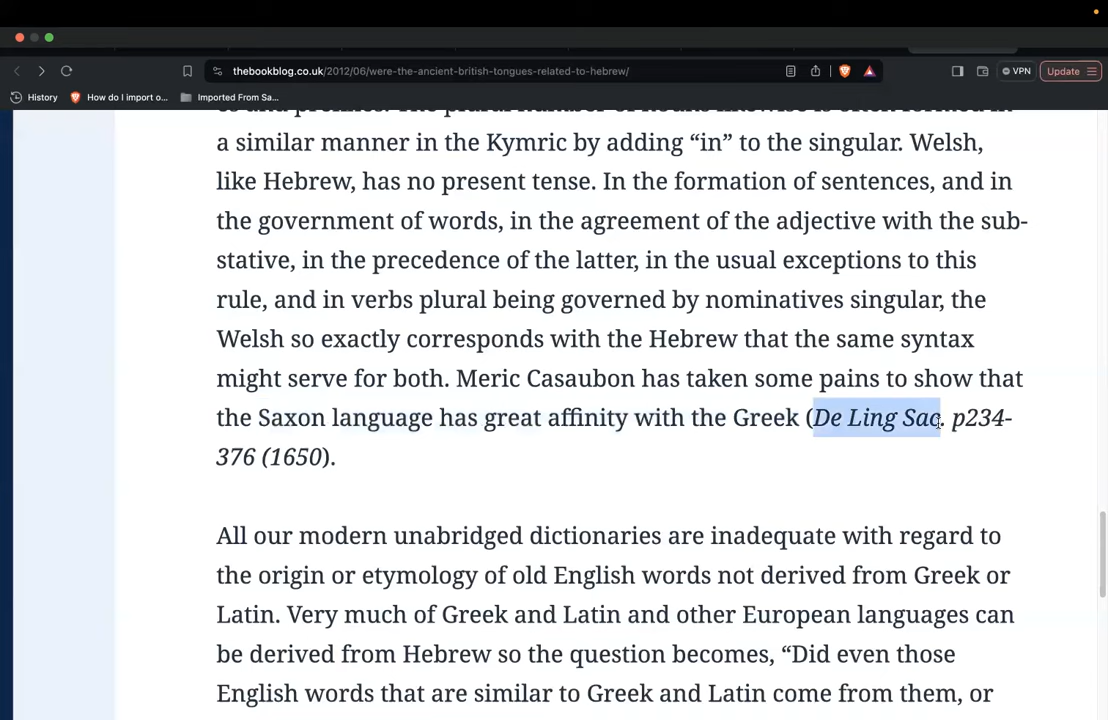 thebookblog.co.uk/2012/06/were-the-ancient-british-tongues-related-to-hebrew/
VPN
Update
History
How do I import o...
Imported From Sa...
a similar manner in the Kymric by adding “in” to the singular. Welsh,
like Hebrew, has no present tense. In the formation of sentences, and in
the government of words, in the agreement of the adjective with the sub-
stative, in the precedence of the latter, in the usual exceptions to this
rule, and in verbs plural being governed by nominatives singular, the
Welsh so exactly corresponds with the Hebrew that the same syntax
might serve for both. Meric Casaubon has taken some pains to show that
the Saxon language has great affinity with the Greek (De Ling Sac. p234-
376 (1650).
All our modern unabridged dictionaries are inadequate with regard to
the origin or etymology of old English words not derived from Greek or
Latin. Very much of Greek and Latin and other European languages can
be derived from Hebrew so the question becomes, “Did even those
English words that are similar to Greek and Latin come from them, or